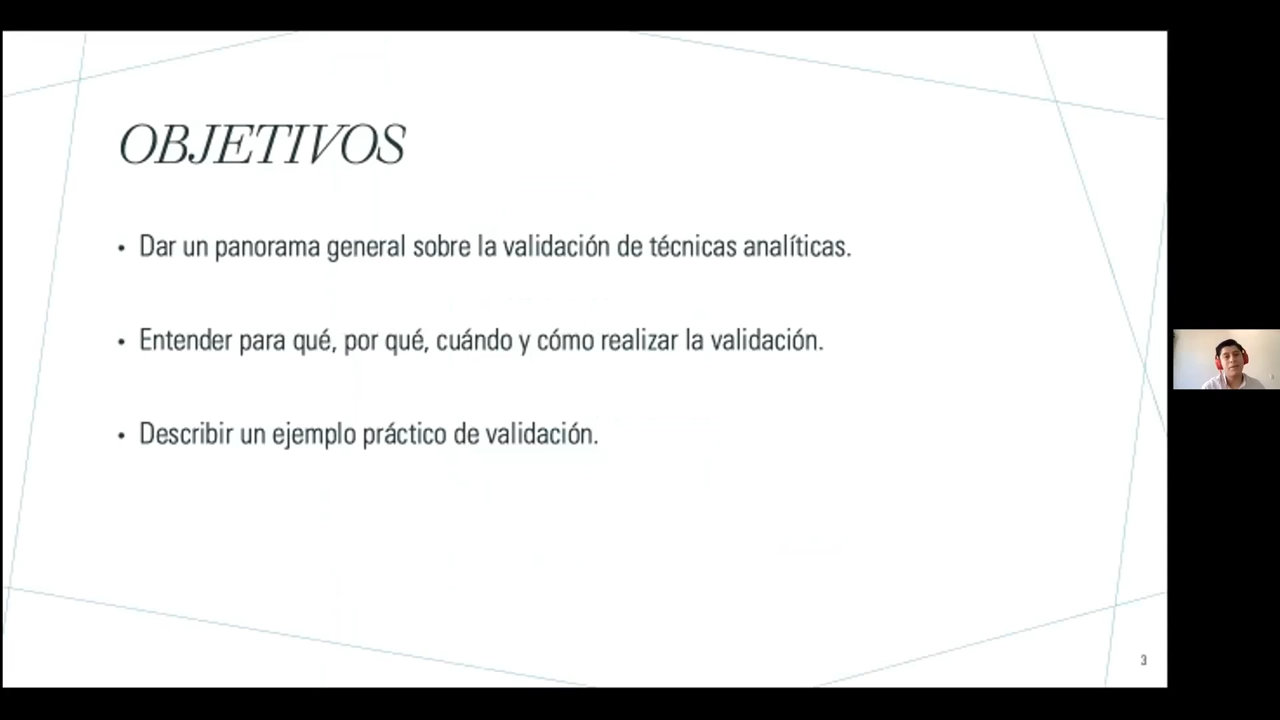 OBJETIVOS
• Dar un panorama general sobre la validación de técnicas analíticas.
• Entender para qué, por qué, cuándo y cómo realizar la validación.
• Describir un ejemplo práctico de validación.
3